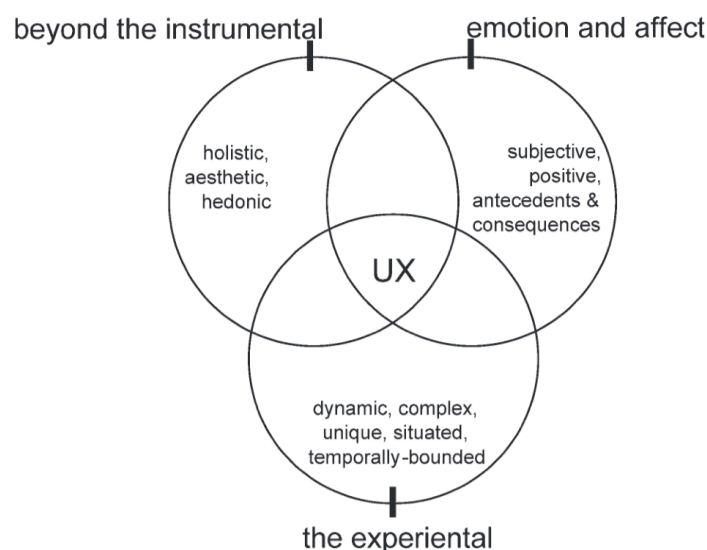 beyond the instrumental
emotion and affect
holistic,
aesthetic,
hedonic
subjective,
positive,
antecedents &
consequences
UX
dynamic, complex,
unique, situated,
temporally-bounded
the experiental